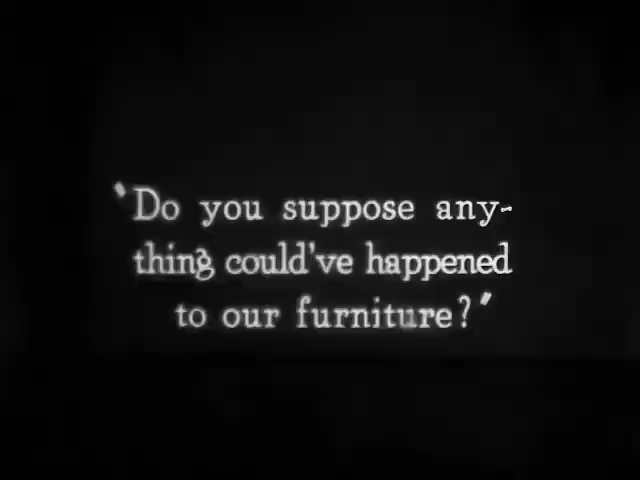 "Do you suppose any-
thing could've happened
to our furniture?"